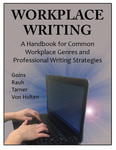 WORKPLACE
WRITING
A Handbook for Common
Workplace Genres and
Professional Writing Strategies
Goins
Rauh
Tarner
Von Holten